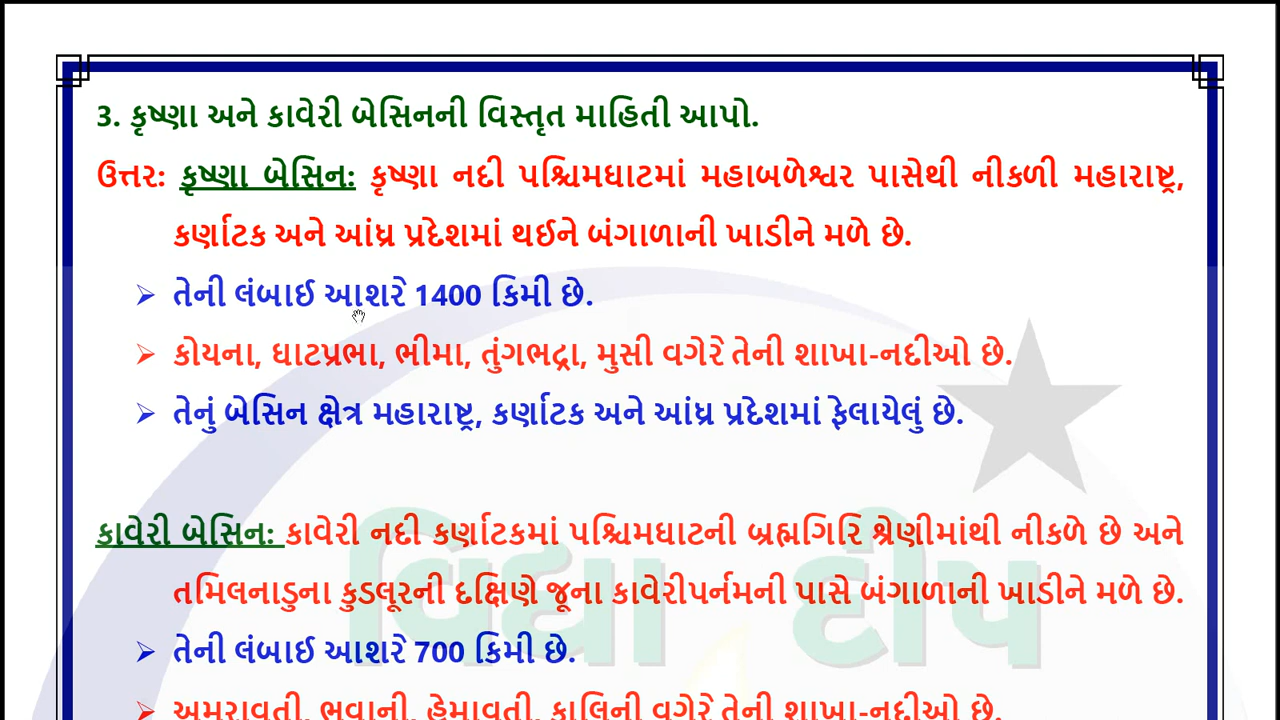 3. કૃષ્ણા અને કાવેરી બેસિનની વિસ્તૃત માહિતી આપો.
ઉત્તર: કૃષ્ણા બેસિન: કૃષ્ણા નદી પશ્ચિમઘાટમાં મહાબળેશ્વર પાસેથી નીકળી મહારાષ્ટ્ર,
કર્ણાટક અને આંધ્ર પ્રદેશમાં થઈને બંગાળાની ખાડીને મળે છે.
➢ તેની લંબાઈ આશરે 1400 કિમી છે.
➢ કોયના, ઘાટપ્રભા, ભીમા, તુંગભદ્રા, મુસી વગેરે તેની શાખા-નદીઓ છે.
➢ તેનું બેસિન ક્ષેત્ર મહારાષ્ટ્ર, કર્ણાટક અને આંધ્ર પ્રદેશમાં ફેલાયેલું છે.
કાવેરી બેસિન: કાવેરી નદી કર્ણાટકમાં પશ્ચિમઘાટની બ્રહ્મગિરિ શ્રેણીમાંથી નીકળે છે અને
તમિલનાડુના કુડલૂરની દક્ષિણે જૂના કાવેરીપર્નમની પાસે બંગાળાની ખાડીને મળે છે.
➢ તેની લંબાઈ આશરે 700 કિમી છે.
➢ અમરાવતી, ભવાની, હેમાવતી, કાલિની વગેરે તેની શાખા-નદીઓ છે.
વિદ્યા દીપ